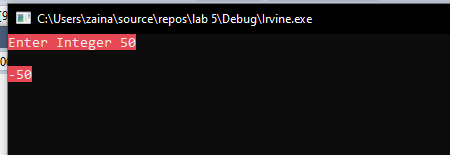 C:\Users\zaina\source\repos\lab 5\Debug\Irvine.exe
Enter Integer 50
-50